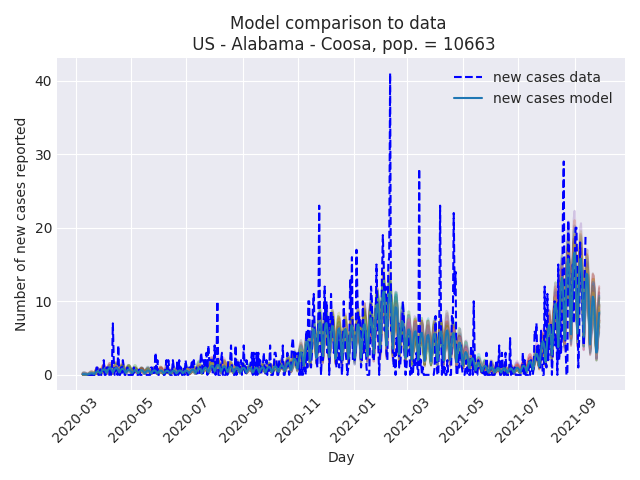 Model comparison to data
US - Alabama - Coosa, pop. = 10663
new cases data
new cases model
Number of new cases reported
40
30
20
10
0
2020-03
2020-05
2020-07
2020-09
2020-11
2021-01
2021-03
2021-05
2021-07
2021-09
Day